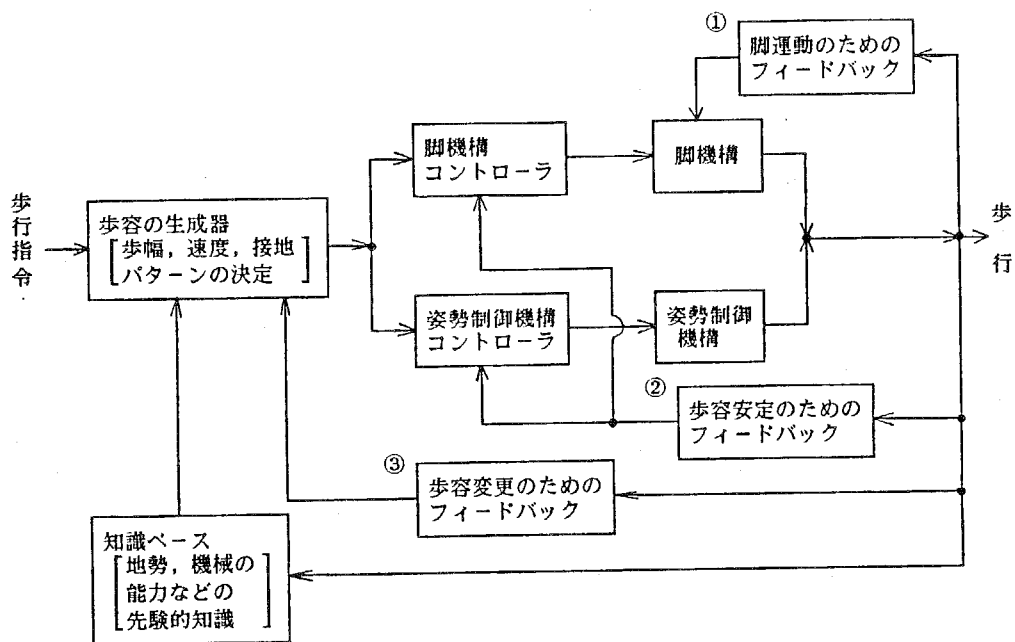 ①
脚運動のための
フィードバック
脚機構
コントローラ
脚機構
歩行指令
歩容の生成器
歩幅，速度，接地
パターンの決定
歩行
姿勢制御機構
コントローラ
姿勢制御
機構
②
歩容安定のための
フィードバック
③
歩容変更のための
フィードバック
知識ベース
地勢，機械の
能力などの
先験的知識